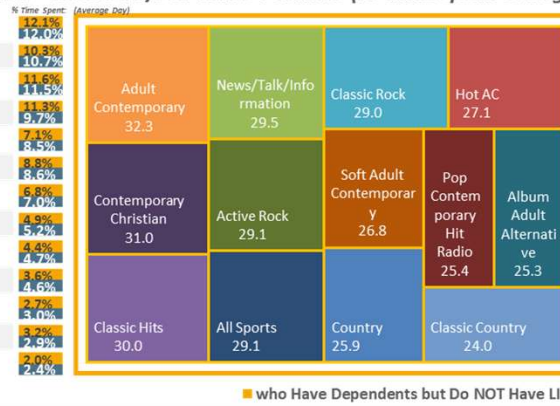 % Time Spent: (Average Day)
12.1%
12.0%
10.3%
10.7%
11.6%
11.5%
11.3%
9.7%
7.1%
8.5%
8.8%
8.6%
6.8%
7.0%
4.9%
5.2%
4.4%
4.7%
3.6%
4.6%
2.7%
3.0%
3.2%
2.9%
2.0%
2.4%
Adult
Contemporary
32.3
News/Talk/Info
rmation
29.5
Classic Rock
29.0
Hot AC
27.1
Contemporary
Christian
31.0
Active Rock
29.1
Soft Adult
Contemporar
y
26.8
Pop
Contem
porary
Hit
Radio
25.4
Album
Adult
Alternati
ve
25.3
Classic Hits
30.0
All Sports
29.1
Country
25.9
Classic Country
24.0
who Have Dependents but Do NOT Have